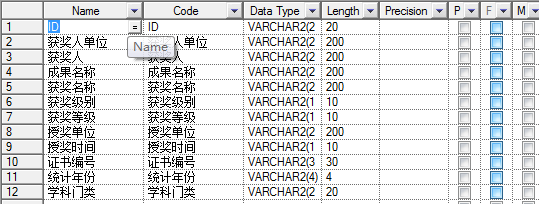 Name Code Data Type Length Precision P F M
1 ID = ID VARCHAR2(2 20
2 获奖人单位 获奖人单位 VARCHAR2(2 200
Name
3 获奖人 获奖人 VARCHAR2(2 200
4 成果名称 成果名称 VARCHAR2(2 200
5 获奖名称 获奖名称 VARCHAR2(2 200
6 获奖级别 获奖级别 VARCHAR2(1 10
7 获奖等级 获奖等级 VARCHAR2(1 10
8 授奖单位 授奖单位 VARCHAR2(2 200
9 授奖时间 授奖时间 VARCHAR2(1 10
10 证书编号 证书编号 VARCHAR2(3 30
11 统计年份 统计年份 VARCHAR2(4) 4
12 学科门类 学科门类 VARCHAR2(2 20